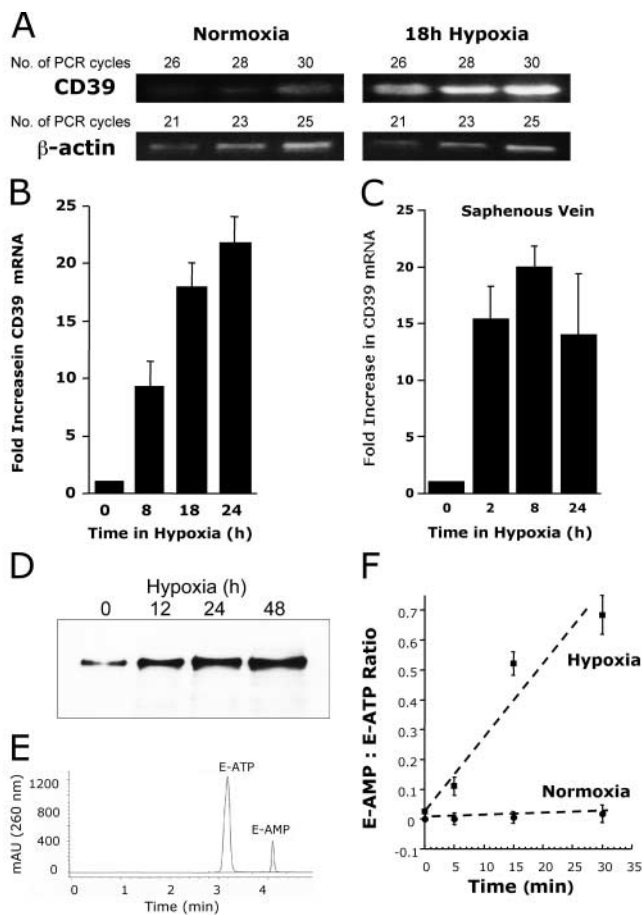 A
Normoxia 18h Hypoxia
No. of PCR cycles 26 28 30 26 28 30
CD39
No. of PCR cycles 21 23 25 21 23 25
β-actin
B
Fold Increasein CD39 mRNA
25
20
15
10
5
0
0 8 18 24
Time in Hypoxia (h)
C
Saphenous Vein
Fold Increase in CD39 mRNA
25
20
15
10
5
0
0 2 8 24
Time in Hypoxia (h)
D
Hypoxia (h)
0 12 24 48
E
mAU (260 nm)
1200
800
400
0
E-ATP
E-AMP
0 1 2 3 4
Time (min)
F
E-AMP : E-ATP Ratio
0.7
0.6
0.5
0.4
0.3
0.2
0.1
0
-0.1
Hypoxia
Normoxia
0 5 10 15 20 25 30 35
Time (min)